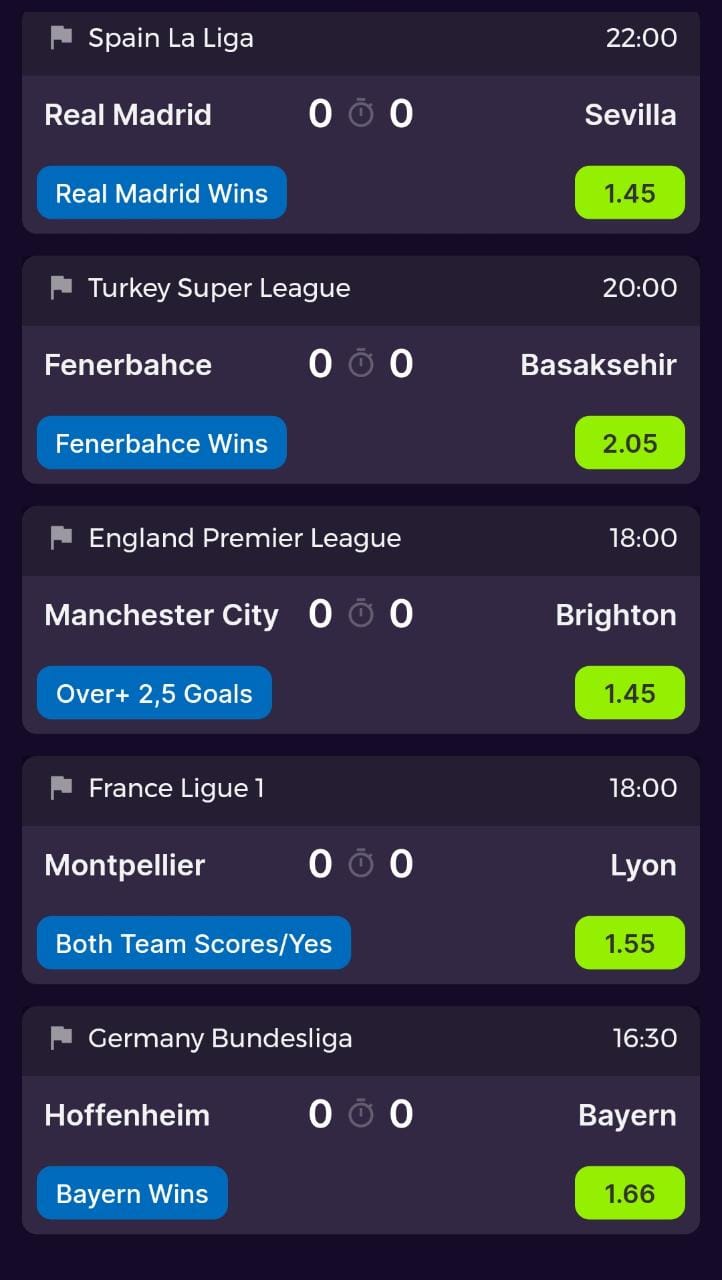 Spain La Liga 22:00
Real Madrid 0 0 Sevilla
Real Madrid Wins 1.45
Turkey Super League 20:00
Fenerbahce 0 0 Basaksehir
Fenerbahce Wins 2.05
England Premier League 18:00
Manchester City 0 0 Brighton
Over+ 2,5 Goals 1.45
France Ligue 1 18:00
Montpellier 0 0 Lyon
Both Team Scores/Yes 1.55
Germany Bundesliga 16:30
Hoffenheim 0 0 Bayern
Bayern Wins 1.66